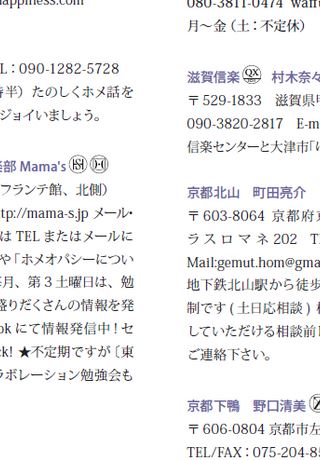 happiness.com
L：090-1282-5728
時半）たのしくホメ話を
ジョイいましょう。
部 Mama's
フランテ館、北側）
ttp://mama-s.jp メール・
は TEL またはメールに
や「ホメオパシーについ
月、第 3 土曜日は、勉
盛りだくさんの情報を発
ok にて情報発信中！セ
ck! ★不定期ですが〔東
ラボレーション勉強会も
080-3811-0474
月〜金（土：不定休）
滋賀信楽 QX 村木奈々
〒529-1833　滋賀県甲
090-3820-2817　E-m
信楽センターと大津市「
京都北山　町田亮介
〒603-8064 京都府京
ラスロマネ 202　T
Mail:gemut.hom@gma
地下鉄北山駅から徒歩
制です ( 土日応相談 )
していただける相談前
ご連絡下さい。
京都下鴨　野口清美
〒606-0804 京都市左
TEL/FAX：075-204-85